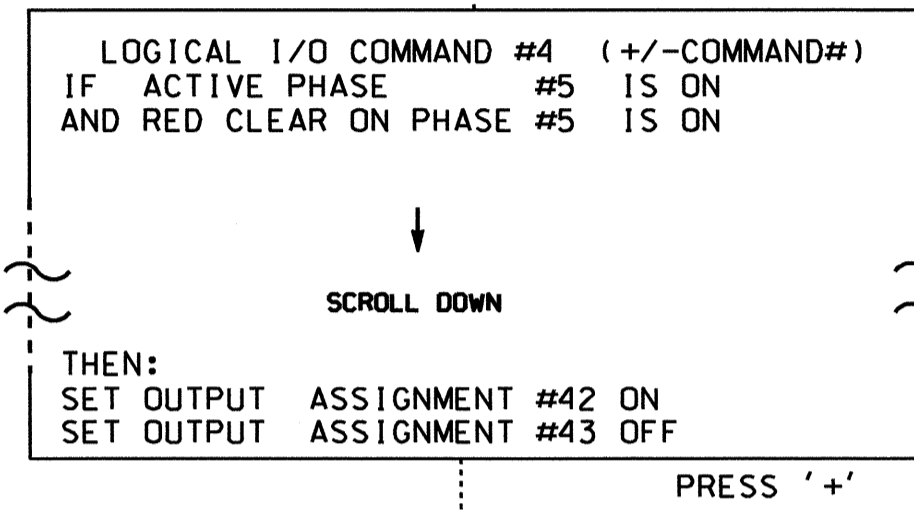 LOGICAL I/O COMMAND #4 (+/-COMMAND#)
IF ACTIVE PHASE #5 IS ON
AND RED CLEAR ON PHASE #5 IS ON
SCROLL DOWN
THEN:
SET OUTPUT ASSIGNMENT #42 ON
SET OUTPUT ASSIGNMENT #43 OFF
PRESS '+'